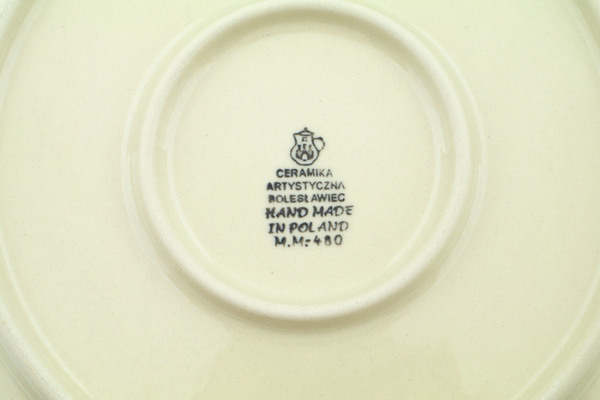 CERAMIKA
ARTYSTYCZNA
BOLESŁAWIEC
HAND MADE
IN POLAND
M.M.-480